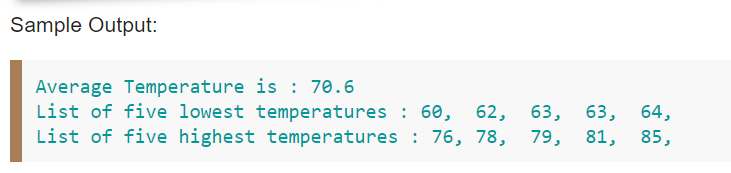 Sample Output:
Average Temperature is : 70.6
List of five lowest temperatures : 60,  62,  63,  63,  64,
List of five highest temperatures : 76, 78,  79,  81,  85,